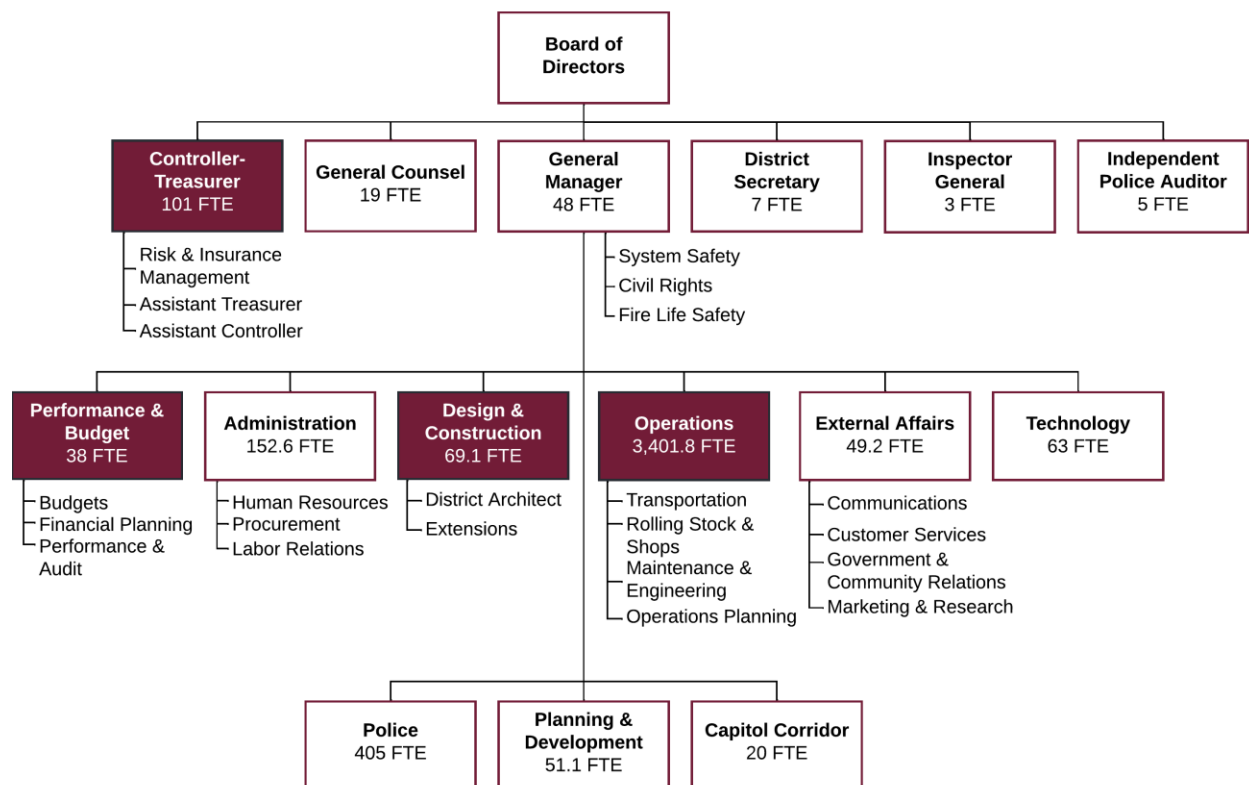 Board of
Directors
Controller-
Treasurer
101 FTE
General Counsel
19 FTE
General
Manager
48 FTE
District
Secretary
7 FTE
Inspector
General
3 FTE
Independent
Police Auditor
5 FTE
Risk & Insurance
Management
Assistant Treasurer
Assistant Controller
System Safety
Civil Rights
Fire Life Safety
Performance &
Budget
38 FTE
Administration
152.6 FTE
Design &
Construction
69.1 FTE
Operations
3,401.8 FTE
External Affairs
49.2 FTE
Technology
63 FTE
Budgets
Financial Planning
Performance &
Audit
Human Resources
Procurement
Labor Relations
District Architect
Extensions
Transportation
Rolling Stock &
Shops
Maintenance &
Engineering
Operations Planning
Communications
Customer Services
Government &
Community Relations
Marketing & Research
Police
405 FTE
Planning &
Development
51.1 FTE
Capitol Corridor
20 FTE